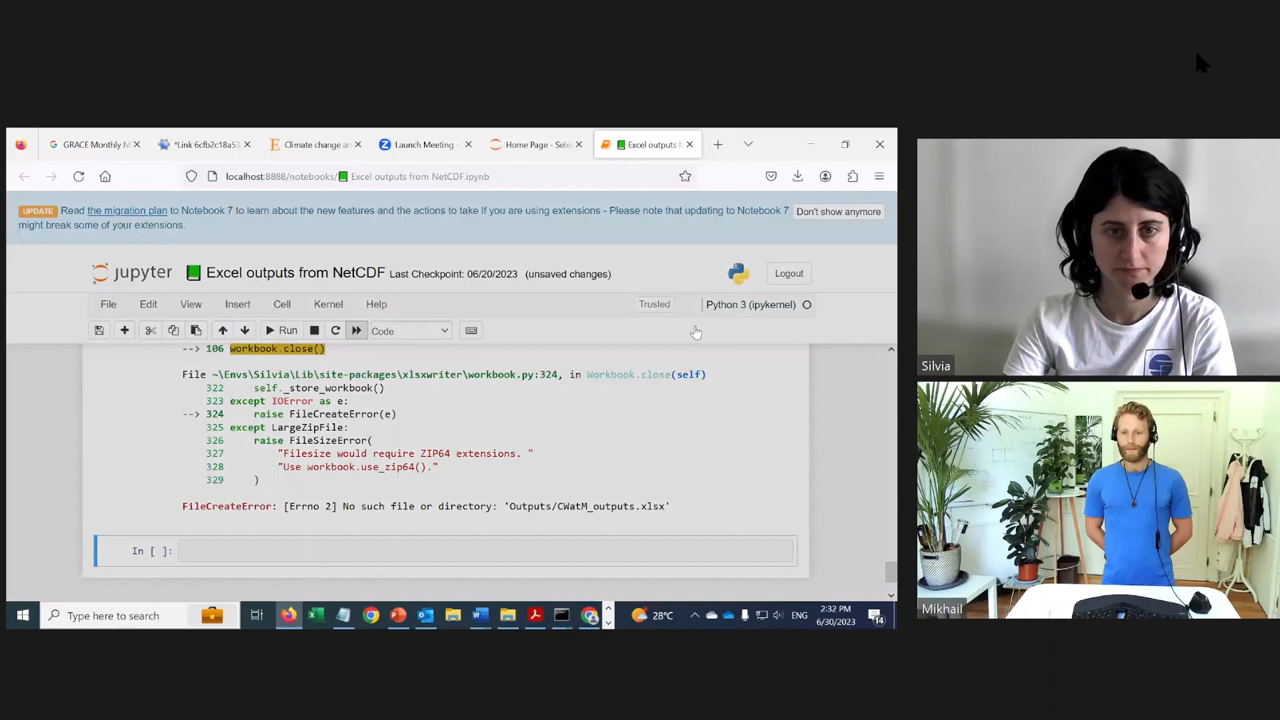 GRACE Monthly M
*Link 6cfb2c18a53
Climate change an
Launch Meeting -
Home Page - Sele
Excel outputs f
localhost:8888/notebooks/ Excel outputs from NetCDF.ipynb
UPDATE Read the migration plan to Notebook 7 to learn about the new features and the actions to take if you are using extensions - Please note that updating to Notebook 7
might break some of your extensions.
Don't show anymore
jupyter Excel outputs from NetCDF Last Checkpoint: 06/20/2023 (unsaved changes)
Logout
File Edit View Insert Cell Kernel Help
Trusted
Python 3 (ipykernel)
Run
Code
--> 106 workbook.close()
File ~\Envs\Silvia\Lib\site-packages\xlsxwriter\workbook.py:324, in Workbook.close(self)
322 self._store_workbook()
323 except IOError as e:
--> 324 raise FileCreateError(e)
325 except LargeZipFile:
326 raise FileSizeError(
327 "Filesize would require ZIP64 extensions. "
328 "Use workbook.use_zip64()."
329 )
FileCreateError: [Errno 2] No such file or directory: 'Outputs/CWatM_outputs.xlsx'
In [ ]:
Type here to search
28°C
ENG
2:32 PM
6/30/2023
14
Silvia
Mikhail